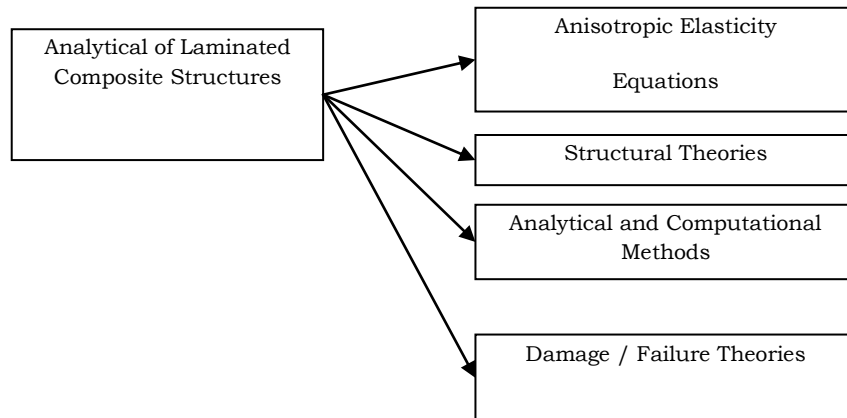 Analytical of Laminated
Composite Structures
Anisotropic Elasticity
Equations
Structural Theories
Analytical and Computational
Methods
Damage / Failure Theories